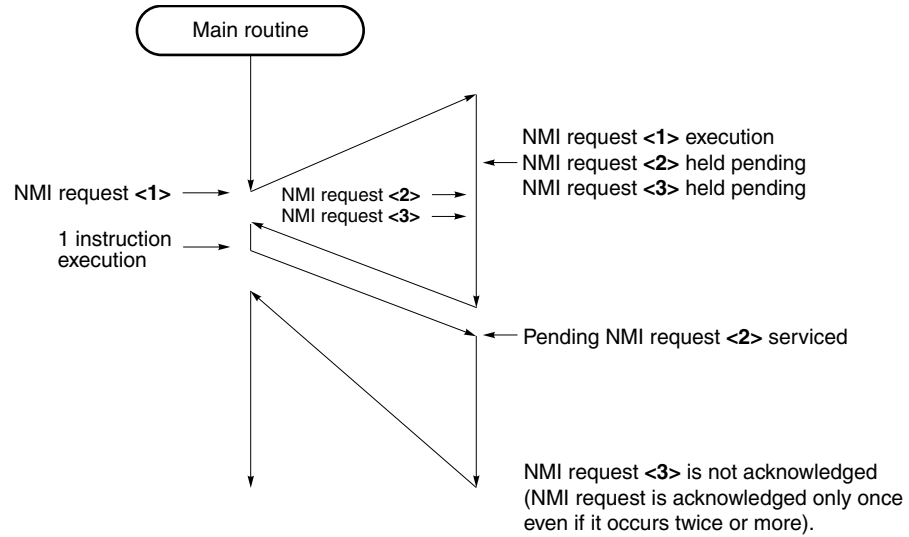 Main routine
NMI request <1> execution
NMI request <2> held pending
NMI request <3> held pending
NMI request <1>
NMI request <2>
NMI request <3>
1 instruction
execution
Pending NMI request <2> serviced
NMI request <3> is not acknowledged
(NMI request is acknowledged only once
even if it occurs twice or more).